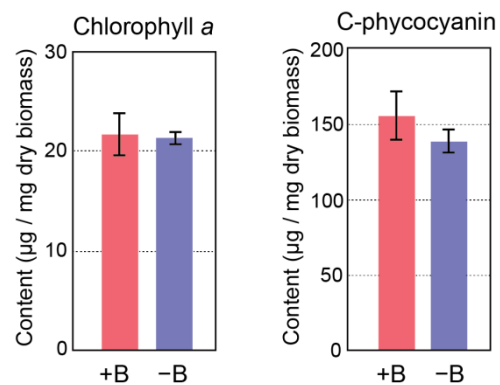 Chlorophyll a
Content (µg / mg dry biomass)
30
20
10
0
+B −B
C-phycocyanin
Content (µg / mg dry biomass)
200
150
100
50
0
+B −B